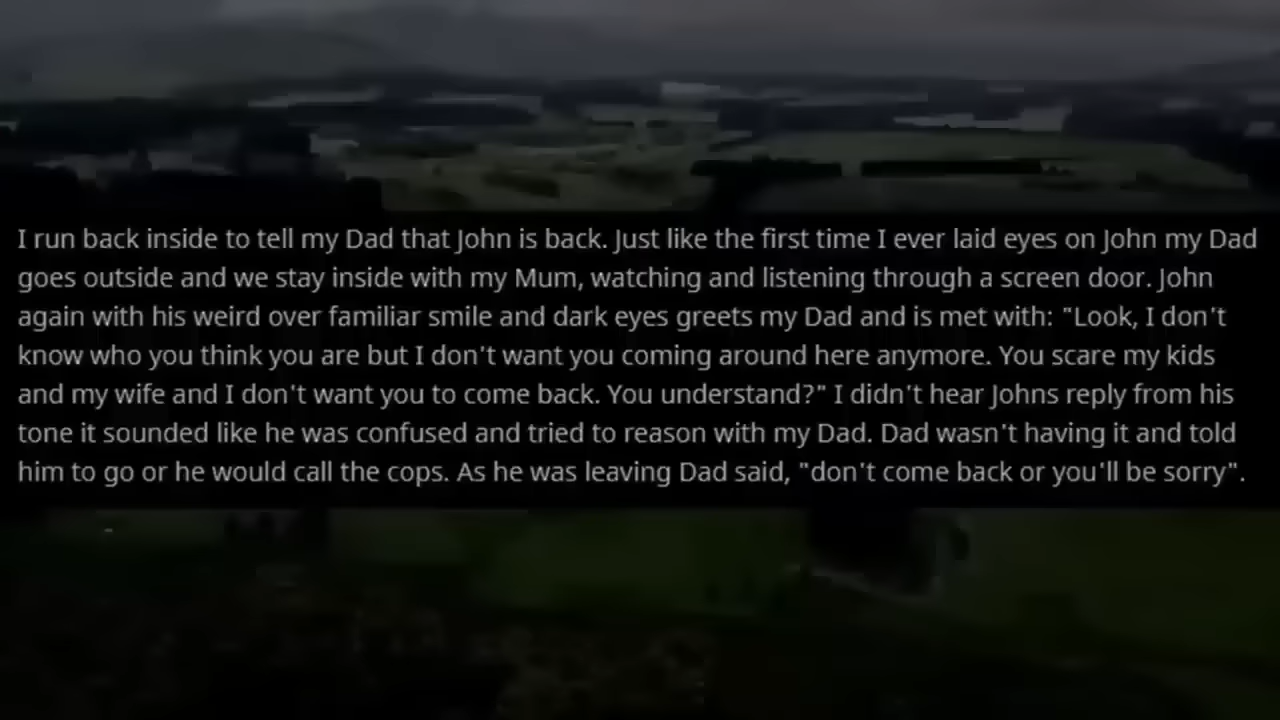 I run back inside to tell my Dad that John is back. Just like the first time I ever laid eyes on John my Dad
goes outside and we stay inside with my Mum, watching and listening through a screen door. John
again with his weird over familiar smile and dark eyes greets my Dad and is met with: "Look, I don't
know who you think you are but I don't want you coming around here anymore. You scare my kids
and my wife and I don't want you to come back. You understand?" I didn't hear Johns reply from his
tone it sounded like he was confused and tried to reason with my Dad. Dad wasn't having it and told
him to go or he would call the cops. As he was leaving Dad said, "don't come back or you'll be sorry".